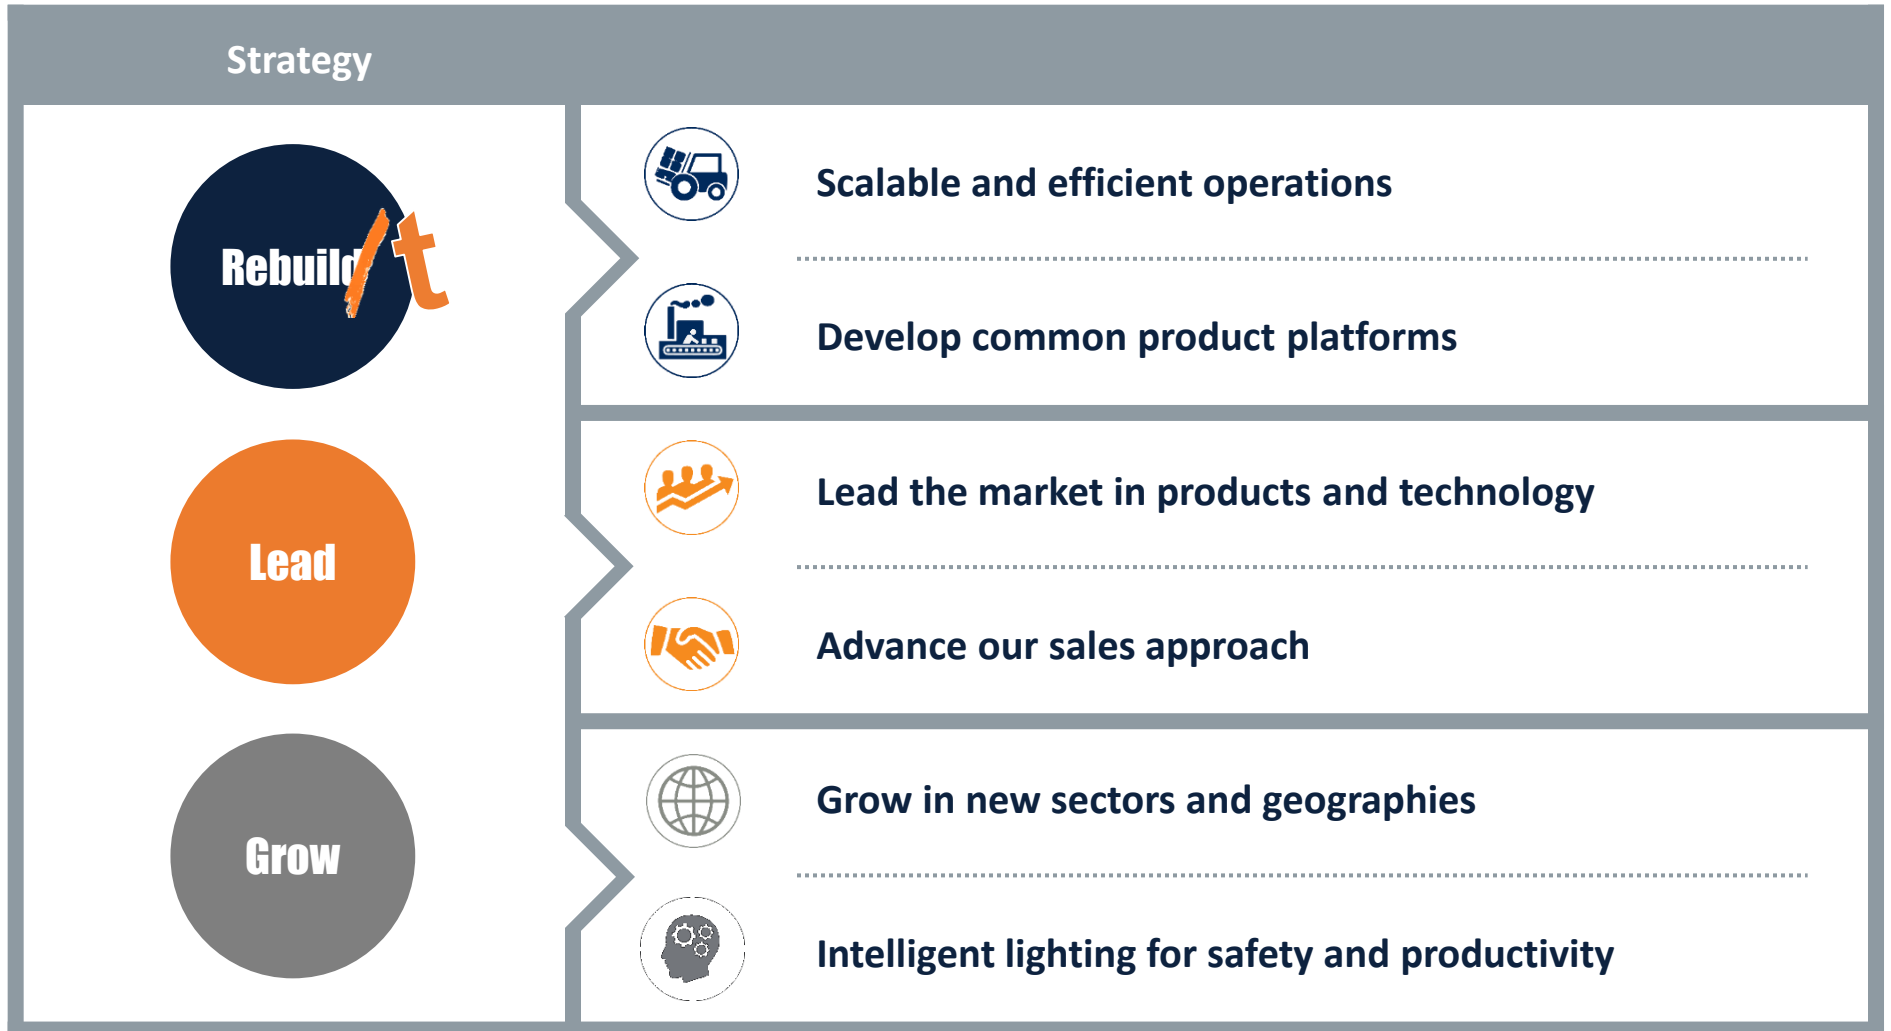 Strategy
Rebuild/t
Scalable and efficient operations
Develop common product platforms
Lead
Lead the market in products and technology
Advance our sales approach
Grow
Grow in new sectors and geographies
Intelligent lighting for safety and productivity